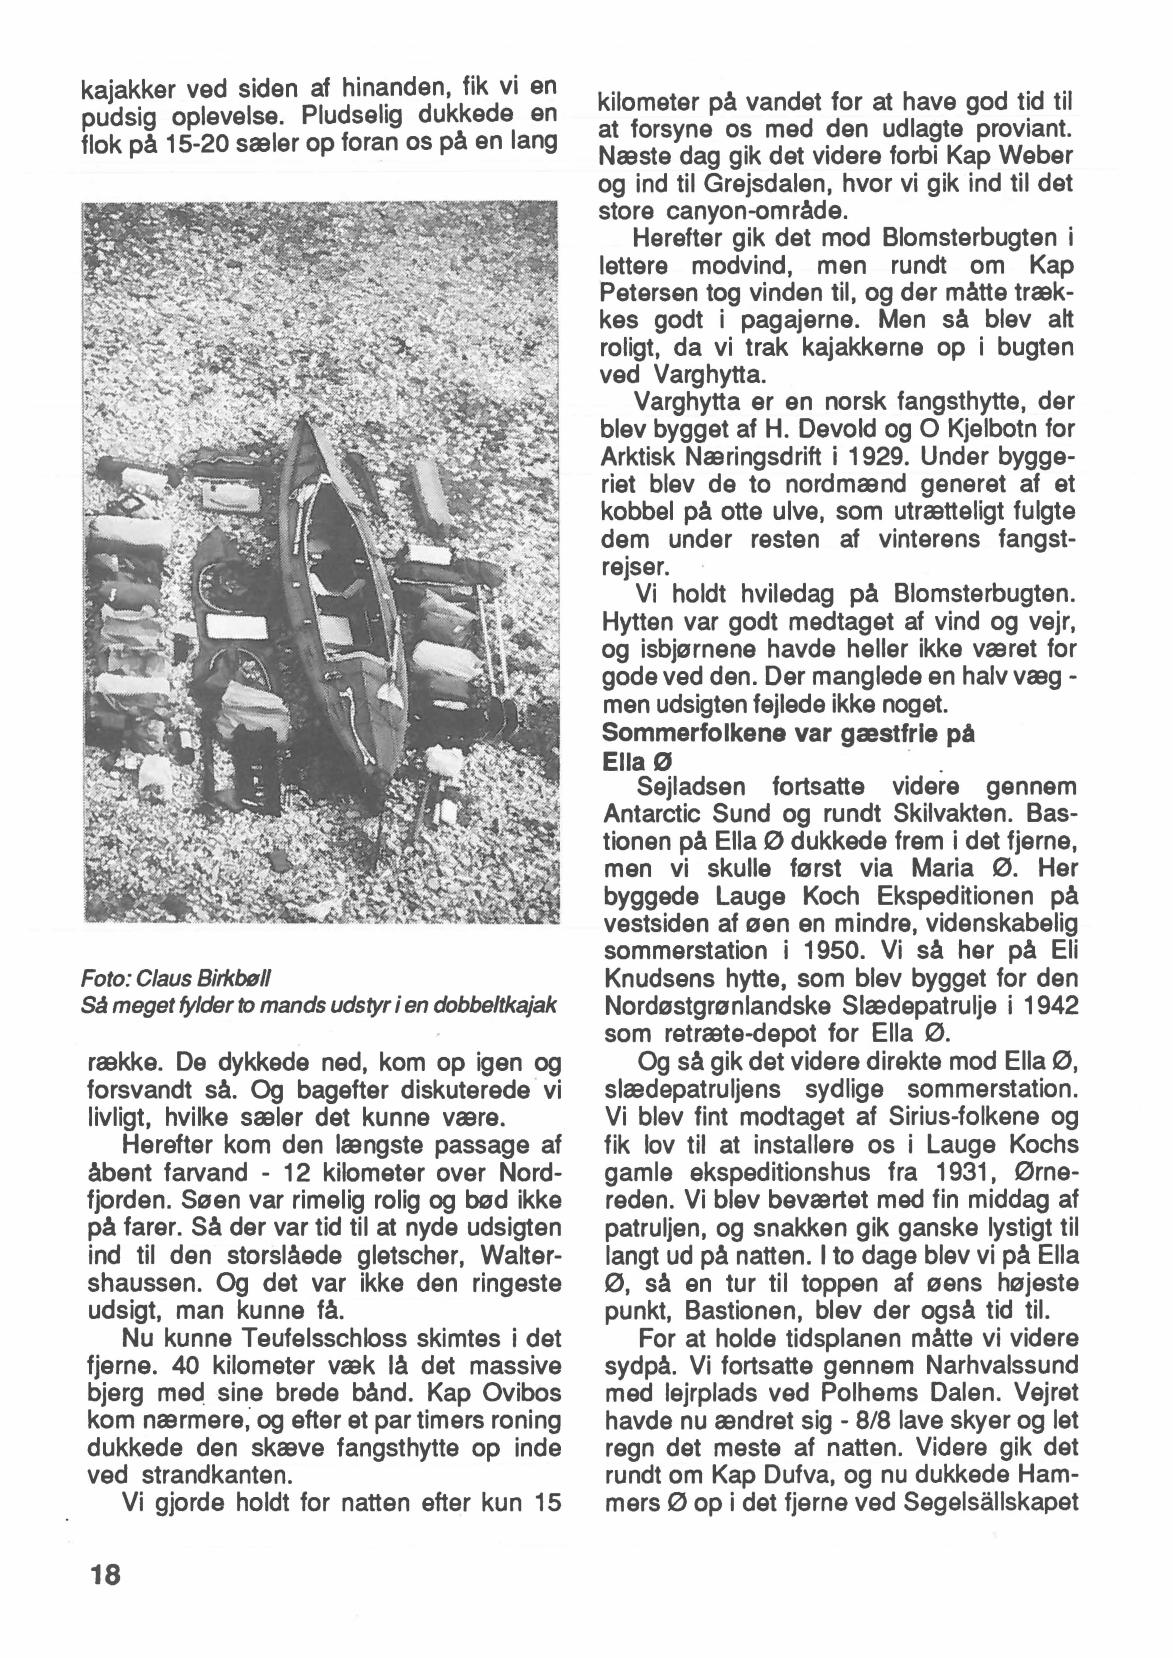 kajakker ved siden af hinanden, fik vi en
pudsig oplevelse. Pludselig dukkede en
flok på 15-20 sæler op foran os på en lang
Foto: Claus Birkbøll
Så meget fylder to mands udstyr i en dobbeltkajak
række. De dykkede ned, kom op igen og
forsvandt så. Og bagefter diskuterede vi
livligt, hvilke sæler det kunne være.
Herefter kom den længste passage af
åbent farvand - 12 kilometer over Nord-
fjorden. Søen var rimelig rolig og bød ikke
på farer. Så der var tid til at nyde udsigten
ind til den storslåede gletscher, Walter-
shaussen. Og det var ikke den ringeste
udsigt, man kunne få.
Nu kunne Teufelsschloss skimtes i det
fjerne. 40 kilometer væk lå det massive
bjerg med sine brede bånd. Kap Ovibos
kom nærmere, og efter et par timers roning
dukkede den skæve fangsthytte op inde
ved strandkanten.
Vi gjorde holdt for natten efter kun 15
kilometer på vandet for at have god tid til
at forsyne os med den udlagte proviant.
Næste dag gik det videre forbi Kap Weber
og ind til Grejsdalen, hvor vi gik ind til det
store canyon-område.
Herefter gik det mod Blomsterbugten i
lettere modvind, men rundt om Kap
Petersen tog vinden til, og der måtte træk-
kes godt i pagajerne. Men så blev alt
roligt, da vi trak kajakkerne op i bugten
ved Varghytta.
Varghytta er en norsk fangsthytte, der
blev bygget af H. Devold og O Kjelbotn for
Arktisk Næringsdrift i 1929. Under bygge-
riet blev de to nordmænd generet af et
kobbel på otte ulve, som utrætteligt fulgte
dem under resten af vinterens fangst-
rejser.
Vi holdt hviledag på Blomsterbugten.
Hytten var godt medtaget af vind og vejr,
og isbjørnene havde heller ikke været for
gode ved den. Der manglede en halv væg -
men udsigten fejlede ikke noget.
Sommerfolkene var gæstfrie på
Ella Ø
Sejladsen fortsatte videre gennem
Antarctic Sund og rundt Skilvakten. Bas-
tionen på Ella Ø dukkede frem i det fjerne,
men vi skulle først via Maria Ø. Her
byggede Lauge Koch Ekspeditionen på
vestsiden af øen en mindre, videnskabelig
sommerstation i 1950. Vi så her på Eli
Knudsens hytte, som blev bygget for den
Nordøstgrønlandske Slædepatrulje i 1942
som retræte-depot for Ella Ø.
Og så gik det videre direkte mod Ella Ø,
slædepatruljens sydlige sommerstation.
Vi blev fint modtaget af Sirius-folkene og
fik lov til at installere os i Lauge Kochs
gamle ekspeditionshus fra 1931, Ørne-
reden. Vi blev beværtet med fin middag af
patruljen, og snakken gik ganske lystigt til
langt ud på natten. I to dage blev vi på Ella
Ø, så en tur til toppen af øens højeste
punkt, Bastionen, blev der også tid til.
For at holde tidsplanen måtte vi videre
sydpå. Vi fortsatte gennem Narhvalssund
med lejrplads ved Polhems Dalen. Vejret
havde nu ændret sig - 8/8 lave skyer og let
regn det meste af natten. Videre gik det
rundt om Kap Dufva, og nu dukkede Ham-
mers Ø op i det fjerne ved Segelsällskapet
18